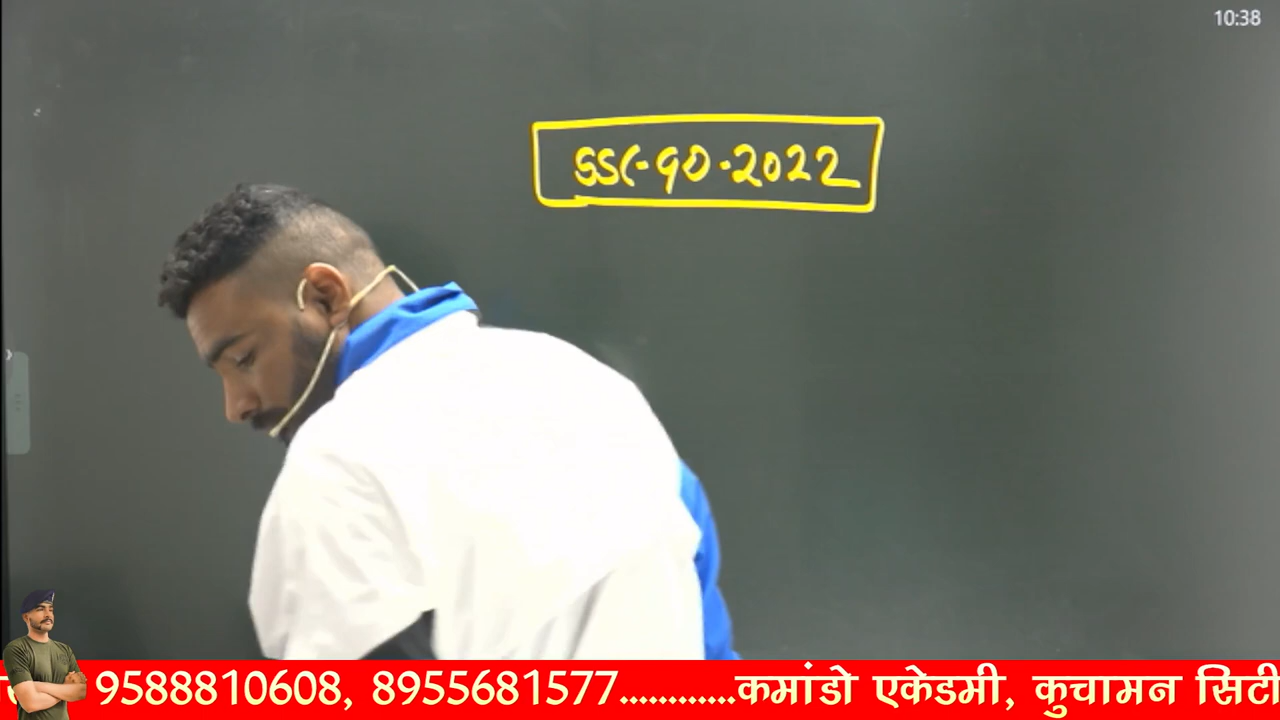 10:38
SSC-GD-2022
9588810608, 8955681577............कमांडो एकेडमी, कुचामन सिटी